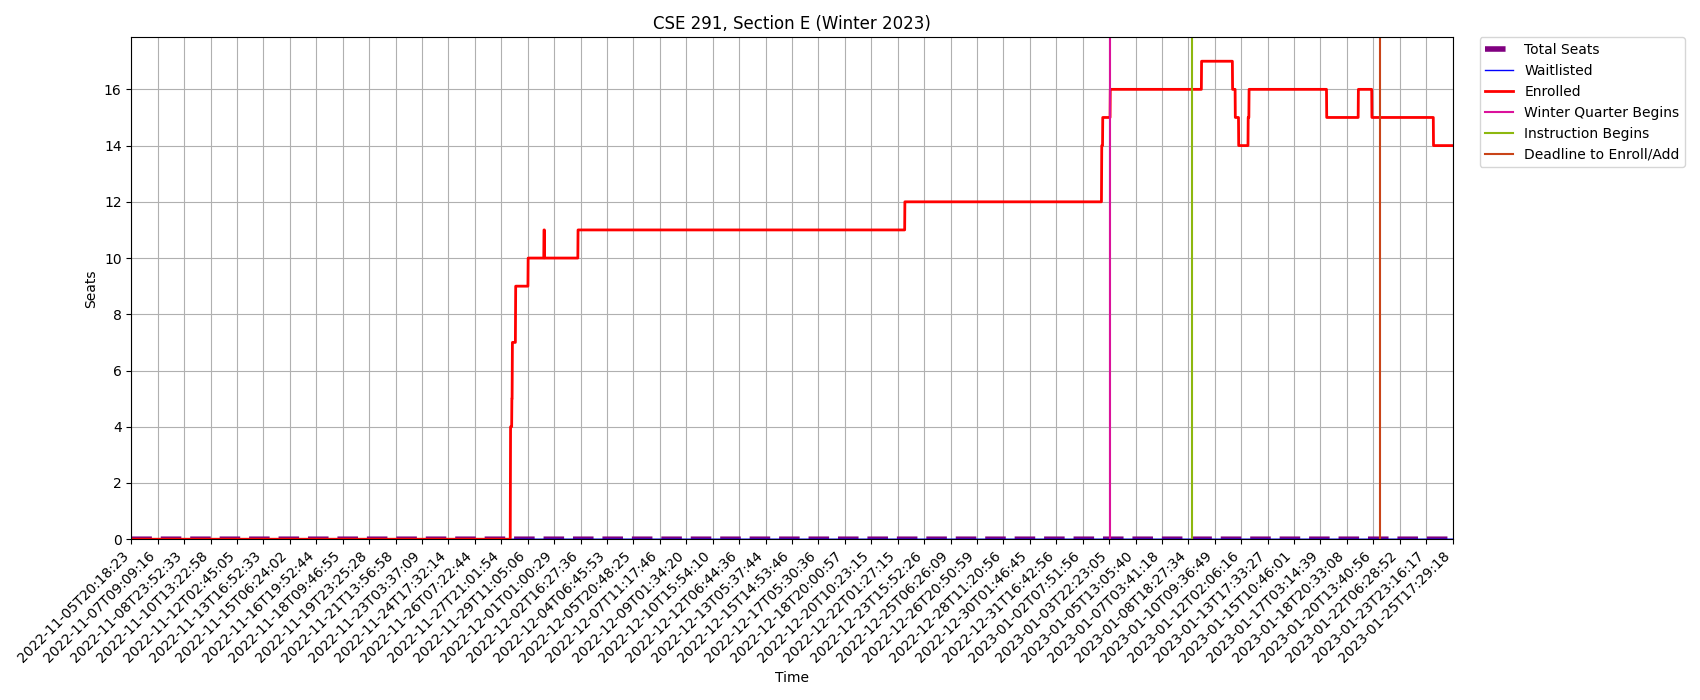 CSE 291, Section E (Winter 2023)
Total Seats
Waitlisted
Enrolled
Winter Quarter Begins
Instruction Begins
Deadline to Enroll/Add
Seats
16
14
12
10
8
6
4
2
0
2022-11-05T20:18:23
2022-11-07T09:09:16
2022-11-08T23:52:33
2022-11-10T13:22:58
2022-11-12T02:45:05
2022-11-13T16:52:33
2022-11-15T06:24:02
2022-11-16T19:52:44
2022-11-18T09:46:55
2022-11-19T23:25:28
2022-11-21T13:56:58
2022-11-23T03:37:09
2022-11-24T17:32:14
2022-11-26T07:22:44
2022-11-27T21:01:54
2022-11-29T11:05:06
2022-12-01T01:00:29
2022-12-02T16:27:36
2022-12-04T06:45:53
2022-12-05T20:48:25
2022-12-07T11:17:46
2022-12-09T01:34:20
2022-12-10T15:54:10
2022-12-12T06:44:36
2022-12-13T05:37:44
2022-12-15T14:53:46
2022-12-17T05:30:36
2022-12-18T20:00:57
2022-12-20T10:23:15
2022-12-22T01:27:15
2022-12-23T15:52:26
2022-12-25T06:26:09
2022-12-26T20:50:59
2022-12-28T11:20:56
2022-12-30T01:46:45
2022-12-31T16:42:56
2023-01-02T07:51:56
2023-01-03T22:23:05
2023-01-05T13:05:40
2023-01-07T03:41:18
2023-01-08T18:27:34
2023-01-10T09:36:49
2023-01-12T02:06:16
2023-01-13T17:33:27
2023-01-15T10:46:01
2023-01-17T03:14:39
2023-01-18T20:33:08
2023-01-20T13:40:56
2023-01-22T06:28:52
2023-01-23T23:16:17
2023-01-25T17:29:18
Time